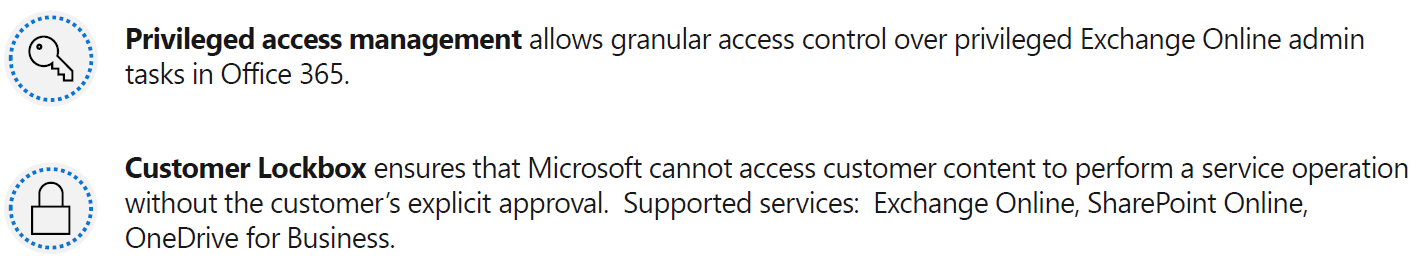 Privileged access management allows granular access control over privileged Exchange Online admin
tasks in Office 365.
Customer Lockbox ensures that Microsoft cannot access customer content to perform a service operation
without the customer’s explicit approval.  Supported services:  Exchange Online, SharePoint Online,
OneDrive for Business.